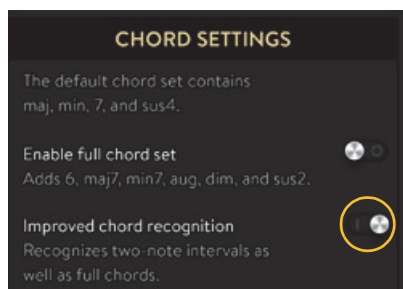 CHORD SETTINGS
The default chord set contains
maj, min, 7, and sus4.
Enable full chord set
Adds 6, maj7, min7, aug, dim, and sus2.
Improved chord recognition
Recognizes two-note intervals as
well as full chords.